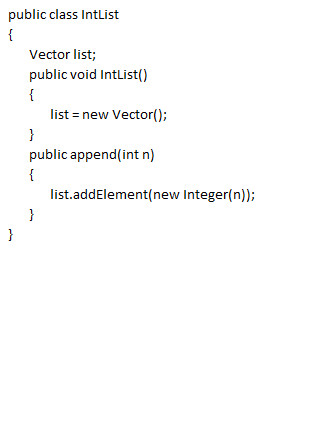 public class IntList
{
Vector list;
public void IntList()
{
list = new Vector();
}
public append(int n)
{
list.addElement(new Integer(n));
}
}